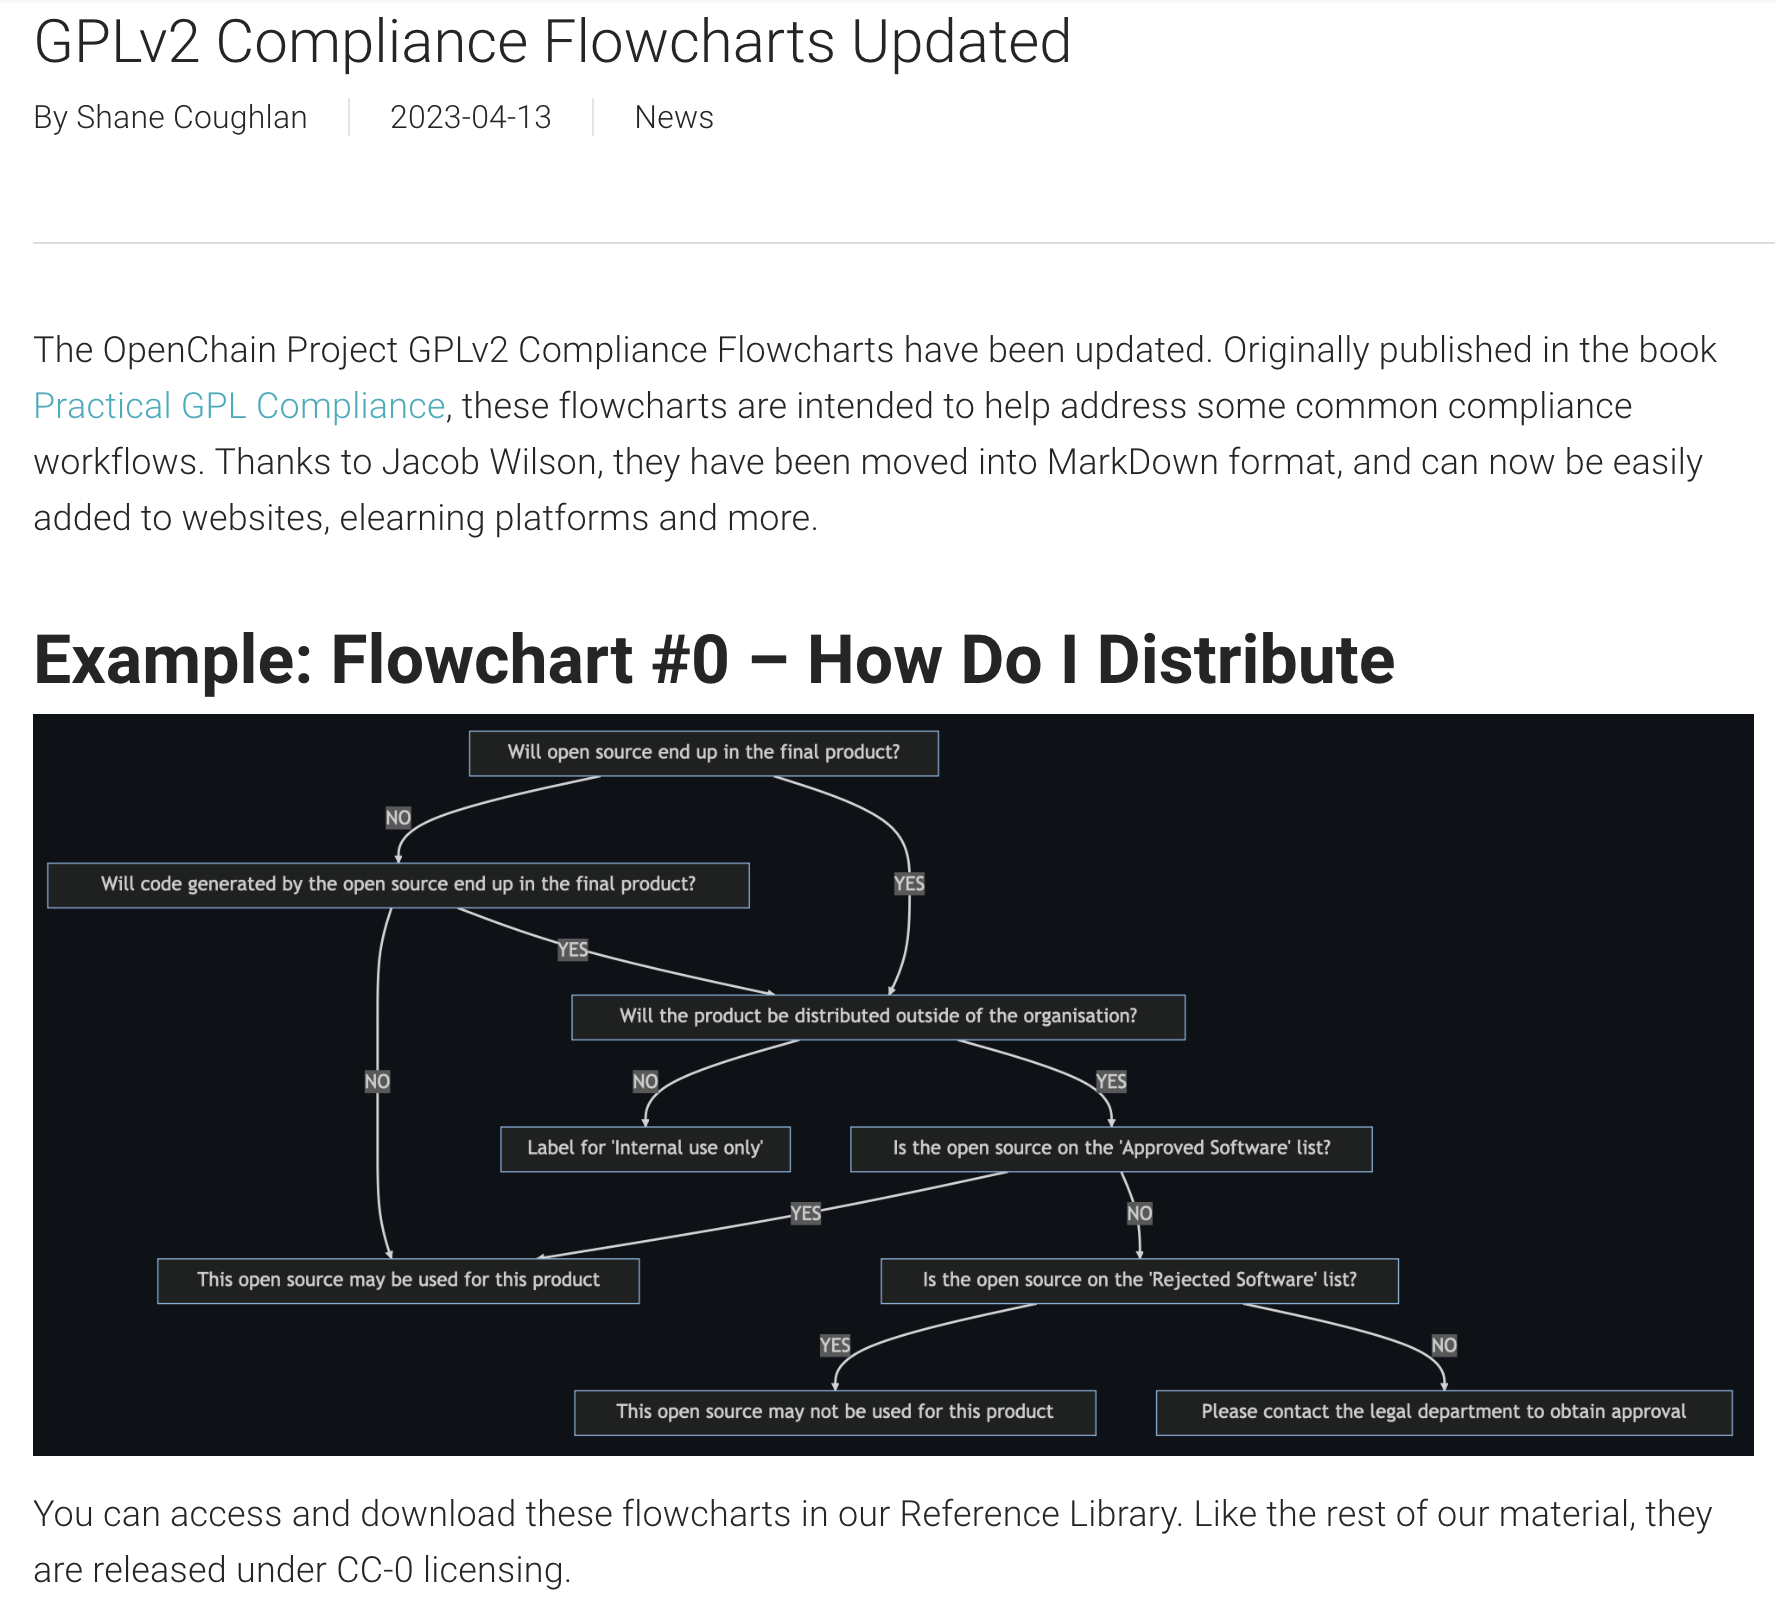 GPLv2 Compliance Flowcharts Updated
By Shane Coughlan
2023-04-13
News
The OpenChain Project GPLv2 Compliance Flowcharts have been updated. Originally published in the book
Practical GPL Compliance, these flowcharts are intended to help address some common compliance
workflows. Thanks to Jacob Wilson, they have been moved into MarkDown format, and can now be easily
added to websites, elearning platforms and more.
Example: Flowchart #0 – How Do I Distribute
Will open source end up in the final product?
NO
Will code generated by the open source end up in the final product?
YES
YES
Will the product be distributed outside of the organisation?
NO
NO
YES
Label for 'Internal use only'
Is the open source on the 'Approved Software' list?
YES
NO
This open source may be used for this product
Is the open source on the 'Rejected Software' list?
YES
NO
This open source may not be used for this product
Please contact the legal department to obtain approval
You can access and download these flowcharts in our Reference Library. Like the rest of our material, they
are released under CC-0 licensing.